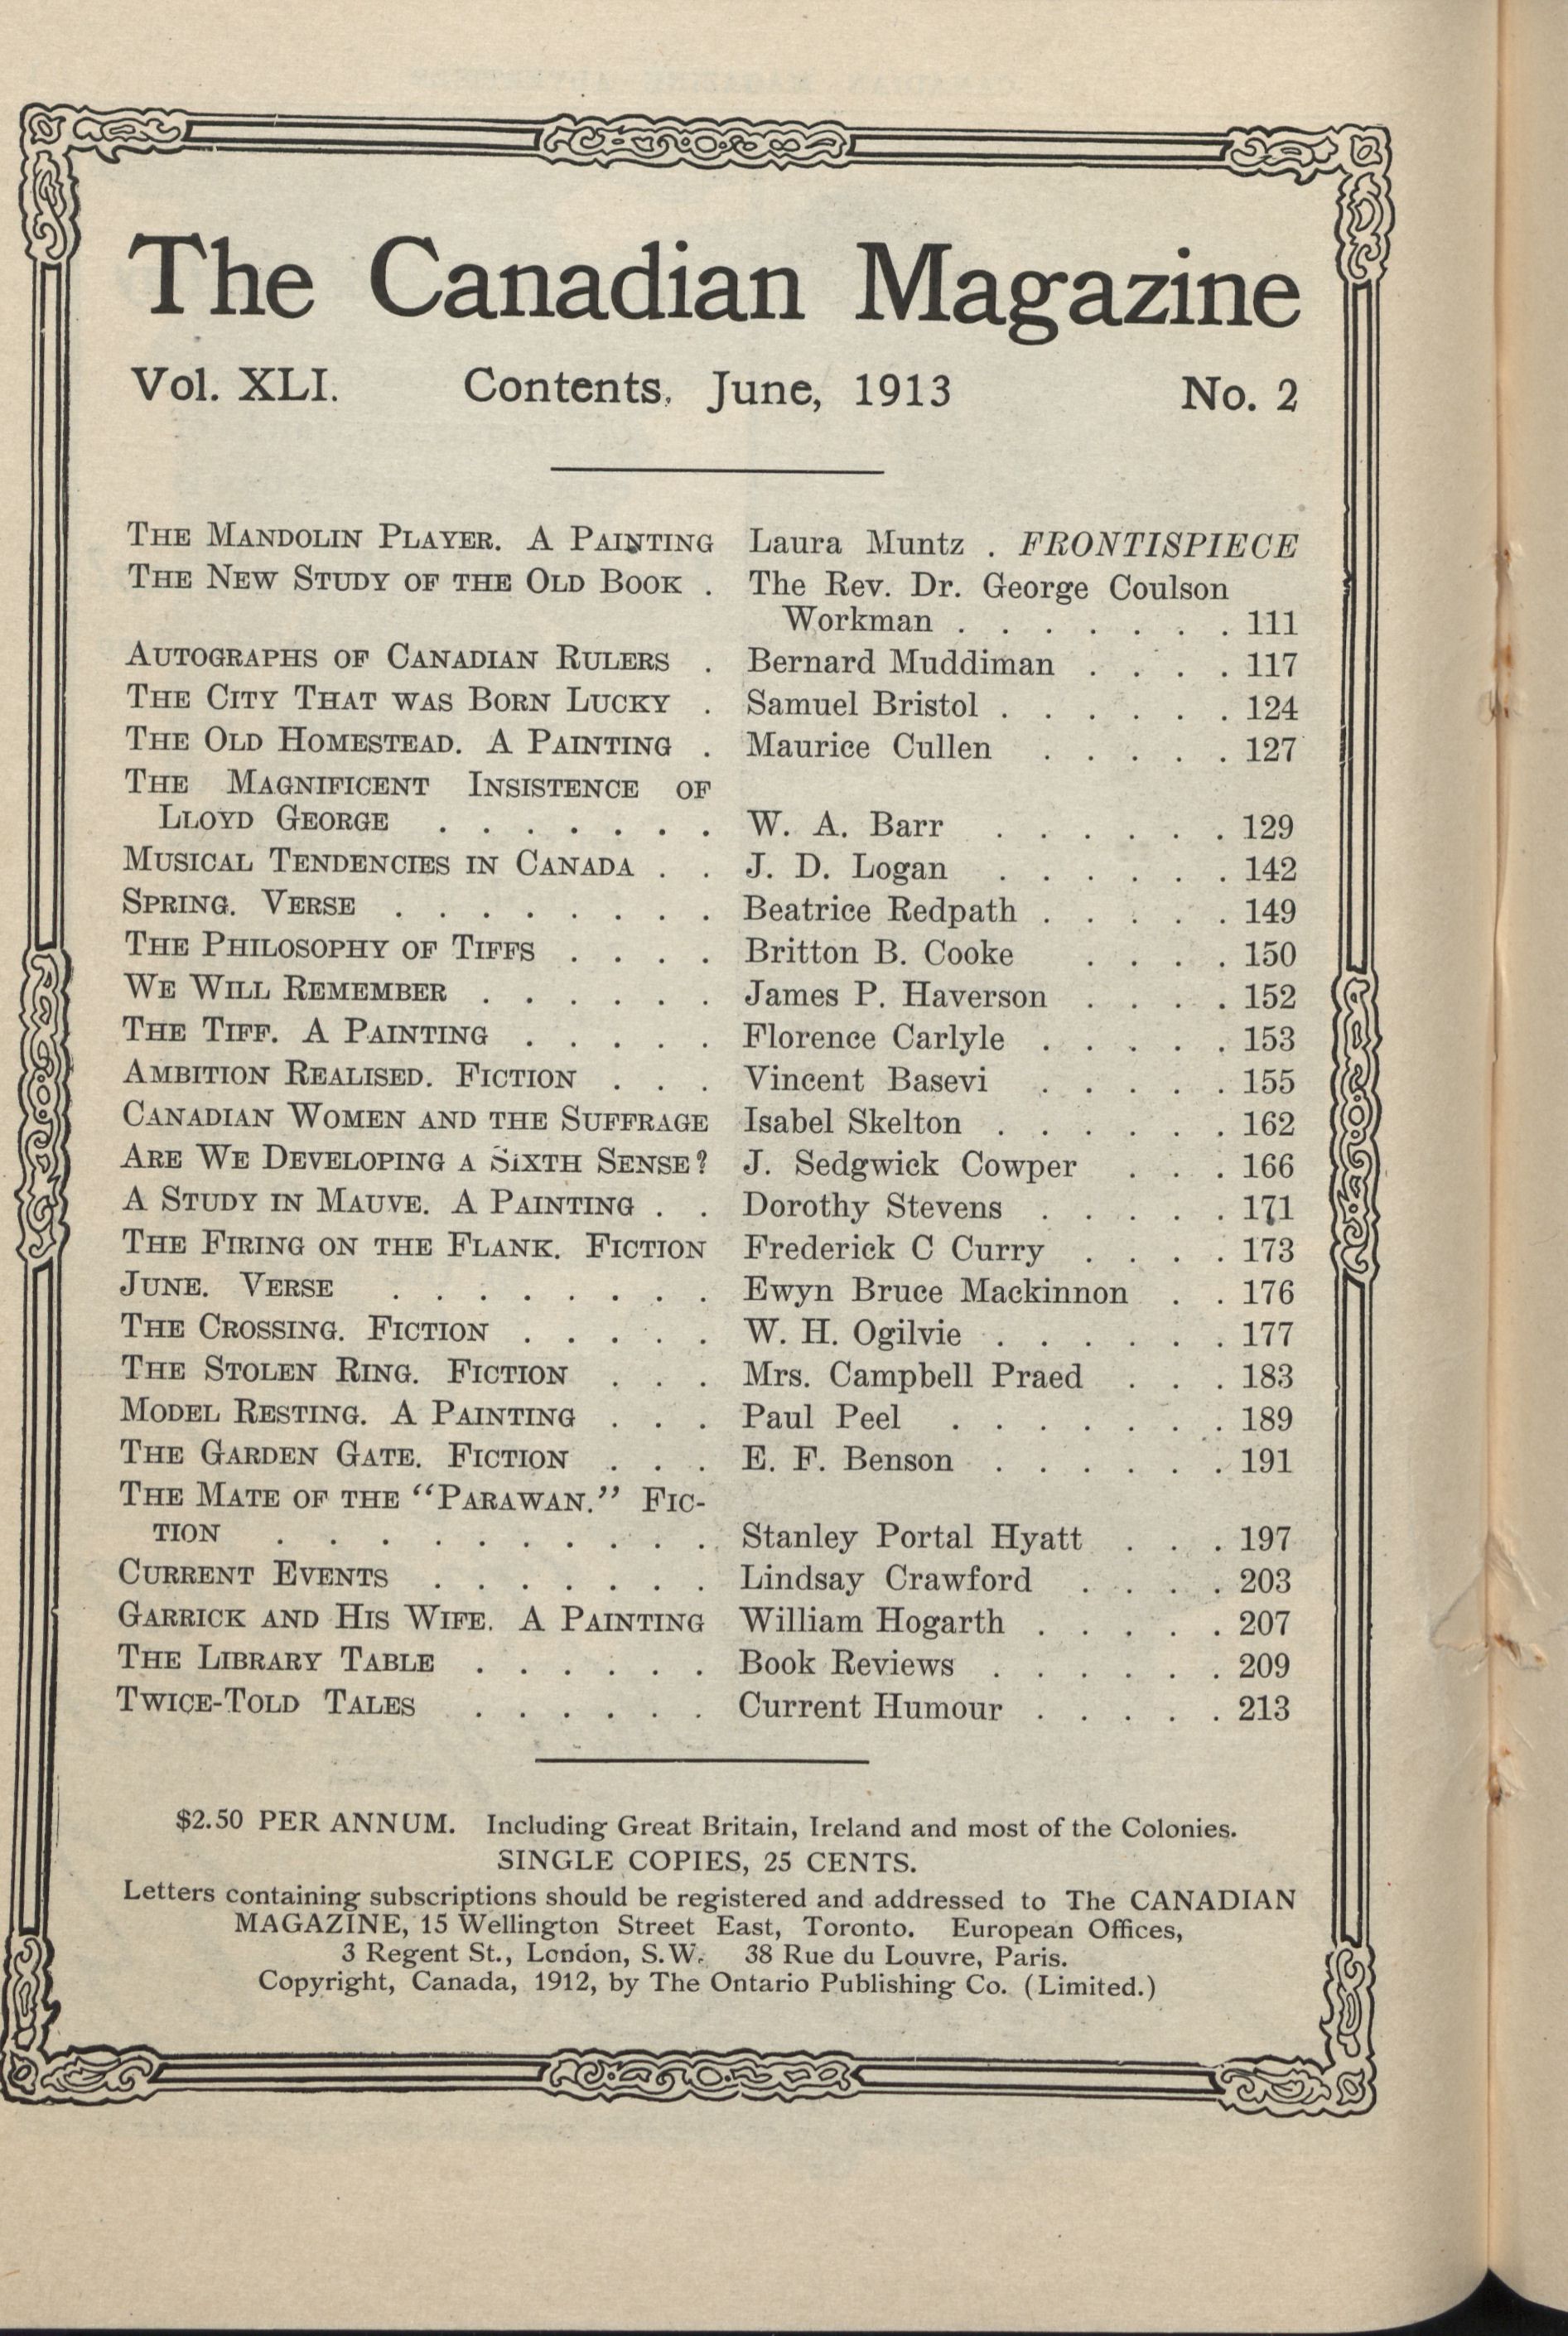 The Canadian Magazine
Vol. XLI. Contents, June, 1913 No. 2
THE MANDOLIN PLAYER. A PAINTING Laura Muntz . FRONTISPIECE
THE NEW STUDY OF THE OLD BOOK . The Rev. Dr. George Coulson
Workman . . . . . . . 111
AUTOGRAPHS OF CANADIAN RULERS . Bernard Muddiman . . . . 117
THE CITY THAT WAS BORN LUCKY . Samuel Bristol . . . . . . 124
THE OLD HOMESTEAD. A PAINTING . Maurice Cullen . . . . . 127
THE MAGNIFICENT INSISTENCE OF
LLOYD GEORGE . . . . . . . W. A. Barr . . . . . . 129
MUSICAL TENDENCIES IN CANADA . . J. D. Logan . . . . . . 142
SPRING. VERSE . . . . . . . . Beatrice Redpath . . . . . 149
THE PHILOSOPHY OF TIFFS . . . . Britton B. Cooke . . . . 150
WE WILL REMEMBER . . . . . . James P. Haverson . . . . 152
THE TIFF. A PAINTING . . . . . Florence Carlyle . . . . . 153
AMBITION REALISED. FICTION . . . Vincent Basevi . . . . . 155
CANADIAN WOMEN AND THE SUFFRAGE Isabel Skelton . . . . . . 162
ARE WE DEVELOPING A SIXTH SENSE? J. Sedgwick Cowper . . . 166
A STUDY IN MAUVE. A PAINTING . . Dorothy Stevens . . . . . 171
THE FIRING ON THE FLANK. FICTION Frederick C Curry . . . . 173
JUNE. VERSE . . . . . . . . Ewyn Bruce Mackinnon . . 176
THE CROSSING. FICTION . . . . . W. H. Ogilvie . . . . . . 177
THE STOLEN RING. FICTION . . . Mrs. Campbell Praed . . . 183
MODEL RESTING. A PAINTING . . . Paul Peel . . . . . . . 189
THE GARDEN GATE. FICTION . . . E. F. Benson . . . . . . 191
THE MATE OF THE "PARAWAN." FIC-
TION . . . . . . . . . . Stanley Portal Hyatt . . . 197
CURRENT EVENTS . . . . . . . Lindsay Crawford . . . . 203
GARRICK AND HIS WIFE. A PAINTING William Hogarth . . . . . 207
THE LIBRARY TABLE . . . . . . Book Reviews . . . . . . 209
TWICE-TOLD TALES . . . . . . Current Humour . . . . . 213
$2.50 PER ANNUM. Including Great Britain, Ireland and most of the Colonies.
SINGLE COPIES, 25 CENTS.
Letters containing subscriptions should be registered and addressed to The CANADIAN
MAGAZINE, 15 Wellington Street East, Toronto. European Offices,
3 Regent St., London, S.W. 38 Rue du Louvre, Paris.
Copyright, Canada, 1912, by The Ontario Publishing Co. (Limited.)